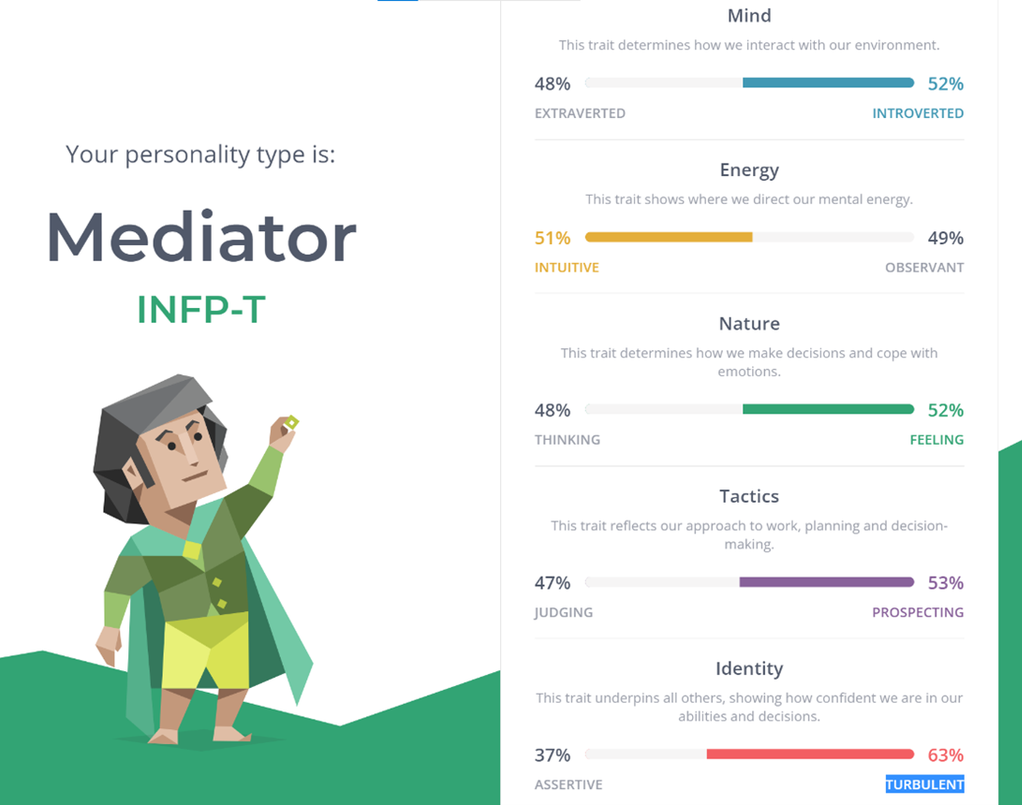 Your personality type is:
Mediator
INFP-T
Mind
This trait determines how we interact with our environment.
48% 52%
EXTRAVERTED INTROVERTED
Energy
This trait shows where we direct our mental energy.
51% 49%
INTUITIVE OBSERVANT
Nature
This trait determines how we make decisions and cope with
emotions.
48% 52%
THINKING FEELING
Tactics
This trait reflects our approach to work, planning and decision-
making.
47% 53%
JUDGING PROSPECTING
Identity
This trait underpins all others, showing how confident we are in our
abilities and decisions.
37% 63%
ASSERTIVE TURBULENT